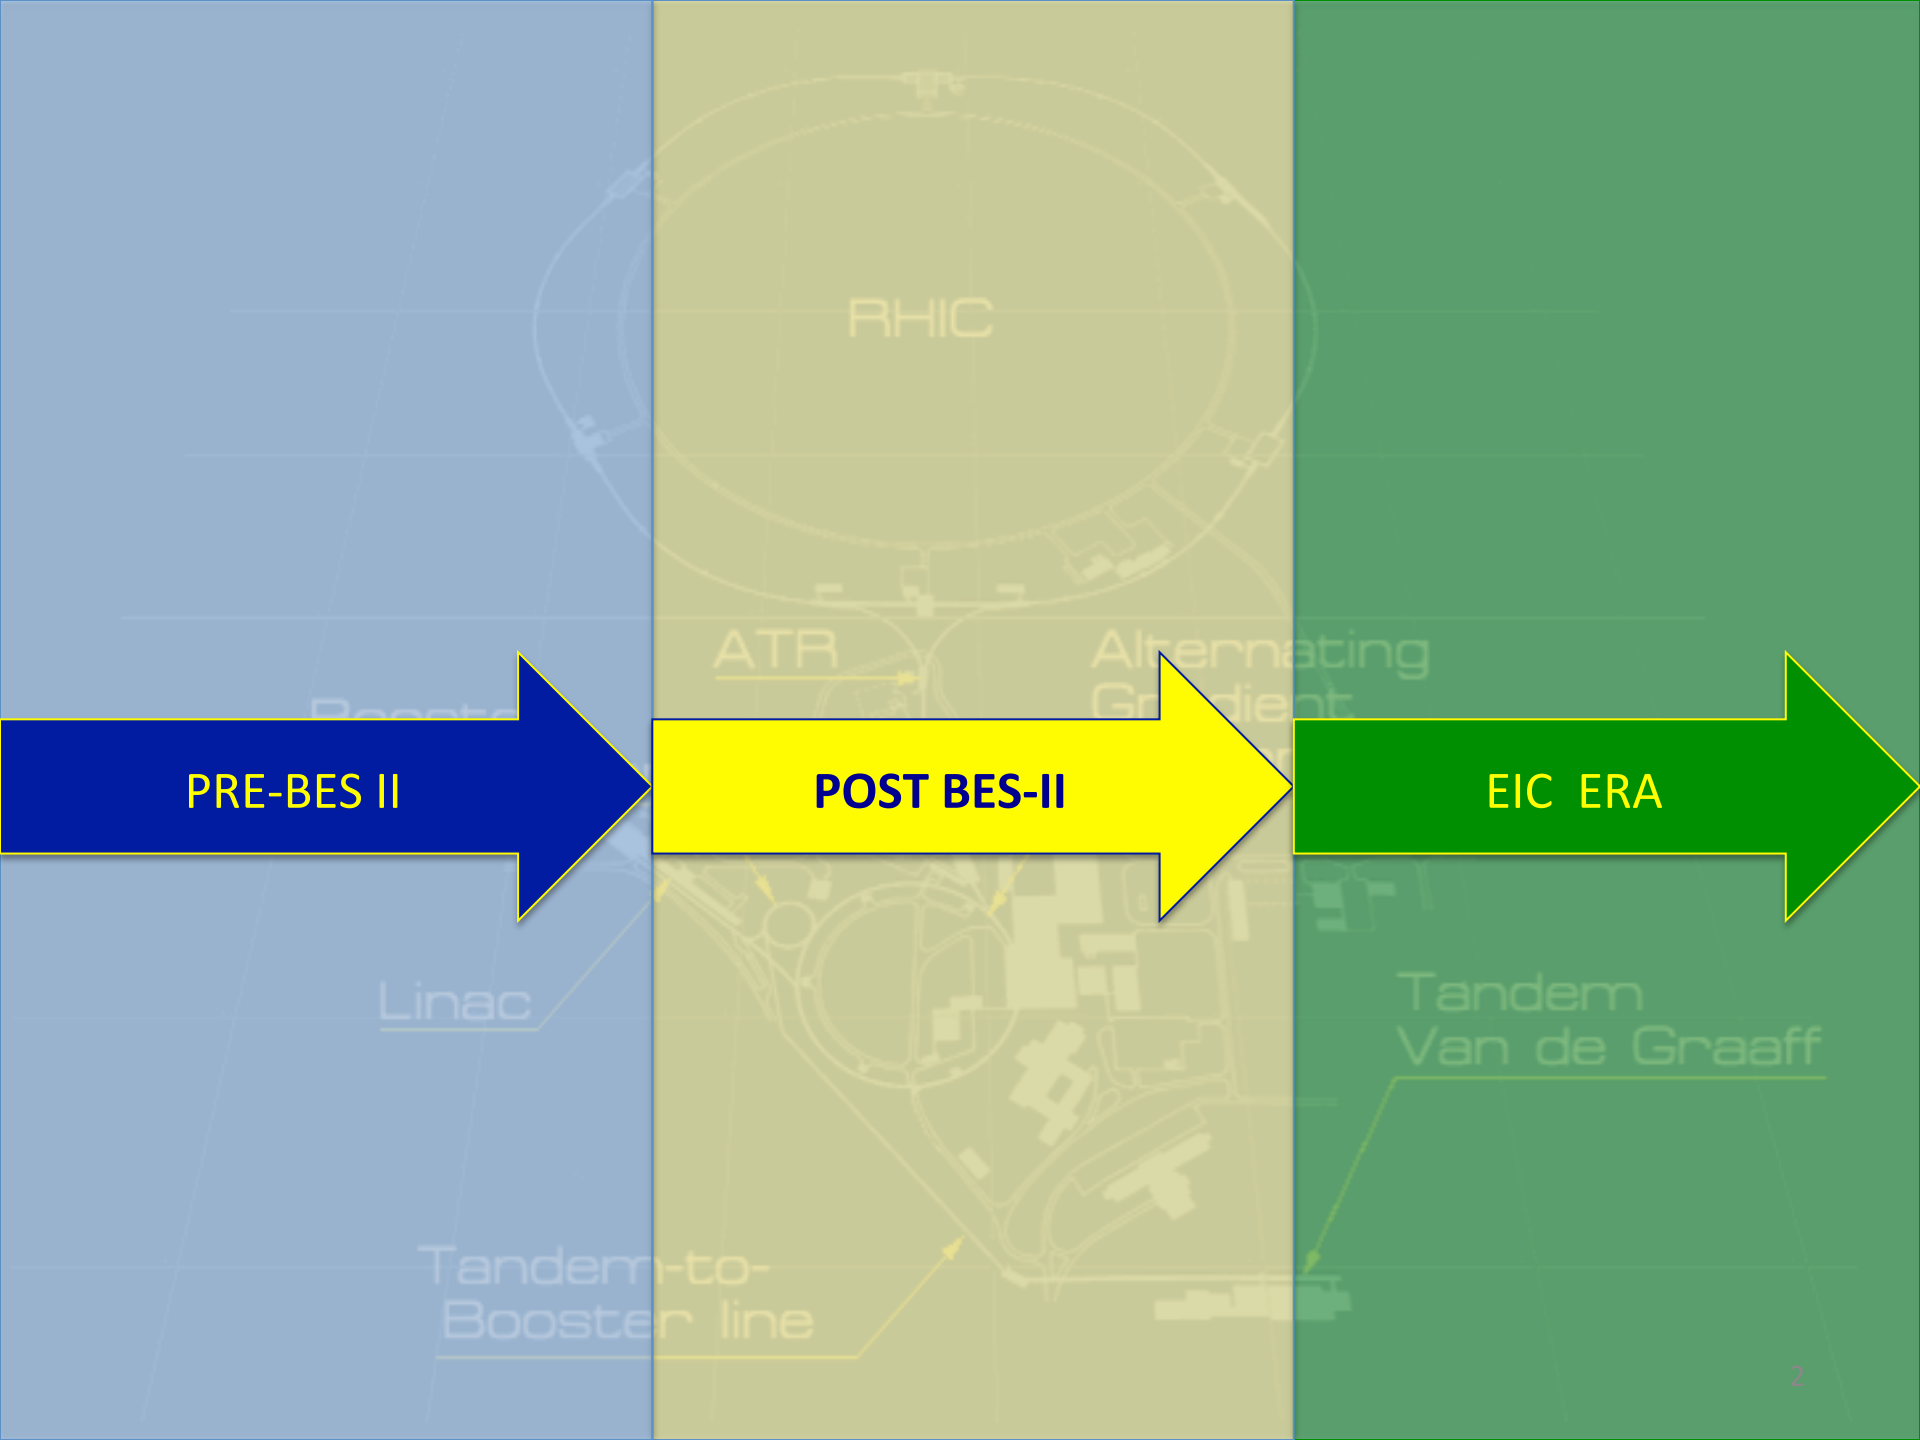 RHIC
ATR
Alternating
Gradient
PRE-BES II
POST BES-II
EIC  ERA
Linac
Tandem
Van de Graaff
Tandem-to-
Booster line
2